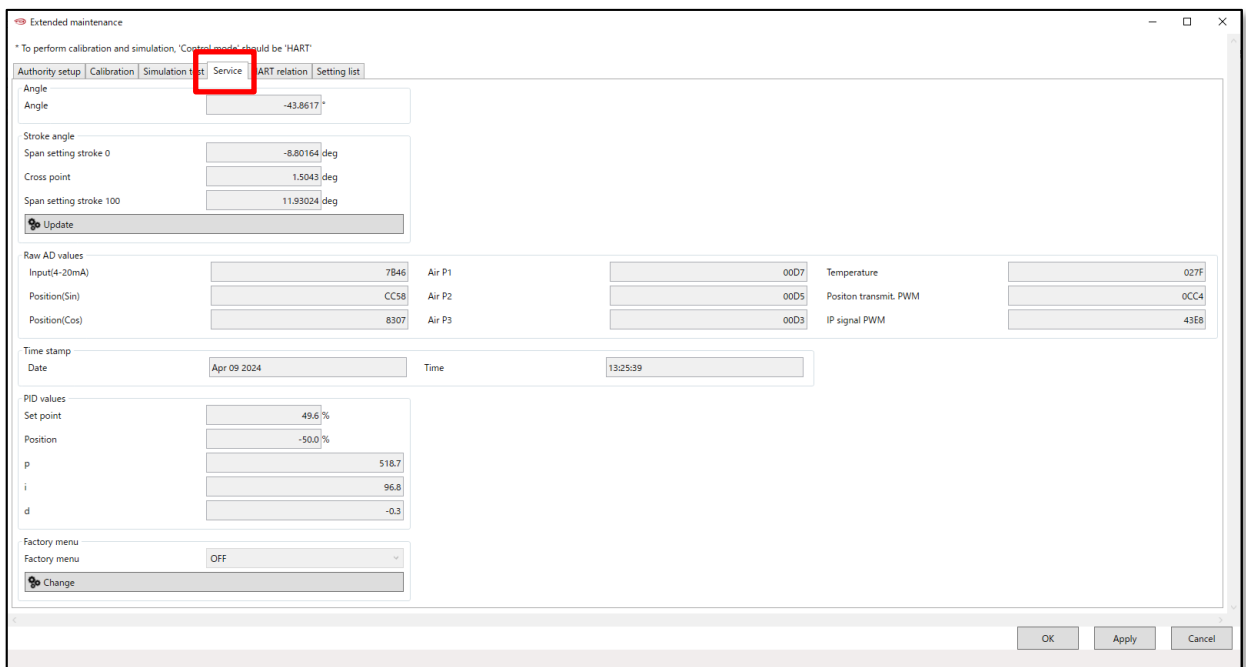 Extended maintenance
* To perform calibration and simulation, 'Control mode' should be 'HART'
Authority setup Calibration Simulation test Service HART relation Setting list
Angle
Angle -43.8617 °
Stroke angle
Span setting stroke 0 -8.80164 deg
Cross point 1.5043 deg
Span setting stroke 100 11.93024 deg
Update
Raw AD values
Input(4-20mA) 7B46 Air P1 00D7 Temperature 027F
Position(Sin) CC58 Air P2 00D5 Positon transmit. PWM 0CC4
Position(Cos) 8307 Air P3 00D3 IP signal PWM 43E8
Time stamp
Date Apr 09 2024 Time 13:25:39
PID values
Set point 49.6 %
Position -50.0 %
p 518.7
i 96.8
d -0.3
Factory menu
Factory menu OFF
Change
OK Apply Cancel